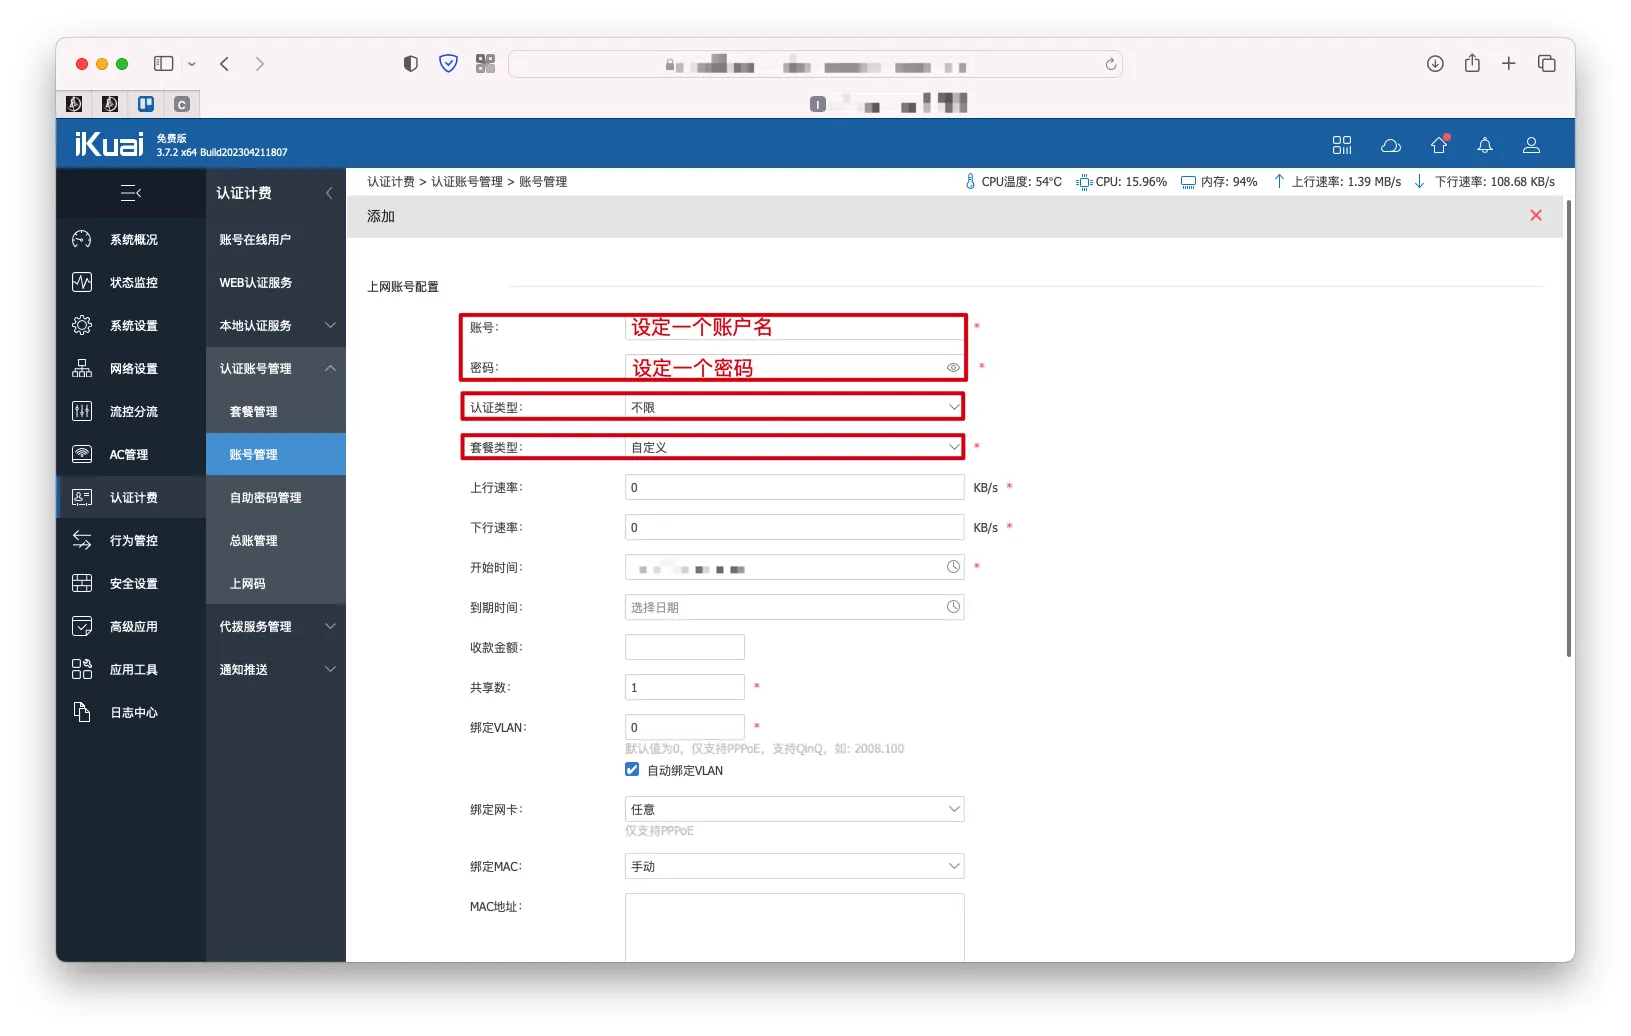 C
I
iKuai 免费版
3.7.2 x64 Build202304211807
认证计费
系统概况
状态监控
系统设置
网络设置
流控分流
AC管理
认证计费
行为管控
安全设置
高级应用
应用工具
日志中心
账号在线用户
WEB认证服务
本地认证服务
认证账号管理
套餐管理
账号管理
自助密码管理
总账管理
上网码
代拨服务管理
通知推送
认证计费 > 认证账号管理 > 账号管理
CPU温度: 54°C CPU: 15.96% 内存: 94% 上行速率: 1.39 MB/s 下行速率: 108.68 KB/s
添加
上网账号配置
账号: 设定一个账户名 *
密码: 设定一个密码 *
认证类型: 不限
套餐类型: 自定义 *
上行速率: 0 KB/s *
下行速率: 0 KB/s *
开始时间: *
到期时间: 选择日期
收款金额:
共享数: 1 *
绑定VLAN: 0 *
默认值为0，仅支持PPPoE，支持QinQ，如: 2008.100
自动绑定VLAN
绑定网卡: 任意
仅支持PPPoE
绑定MAC: 手动
MAC地址: